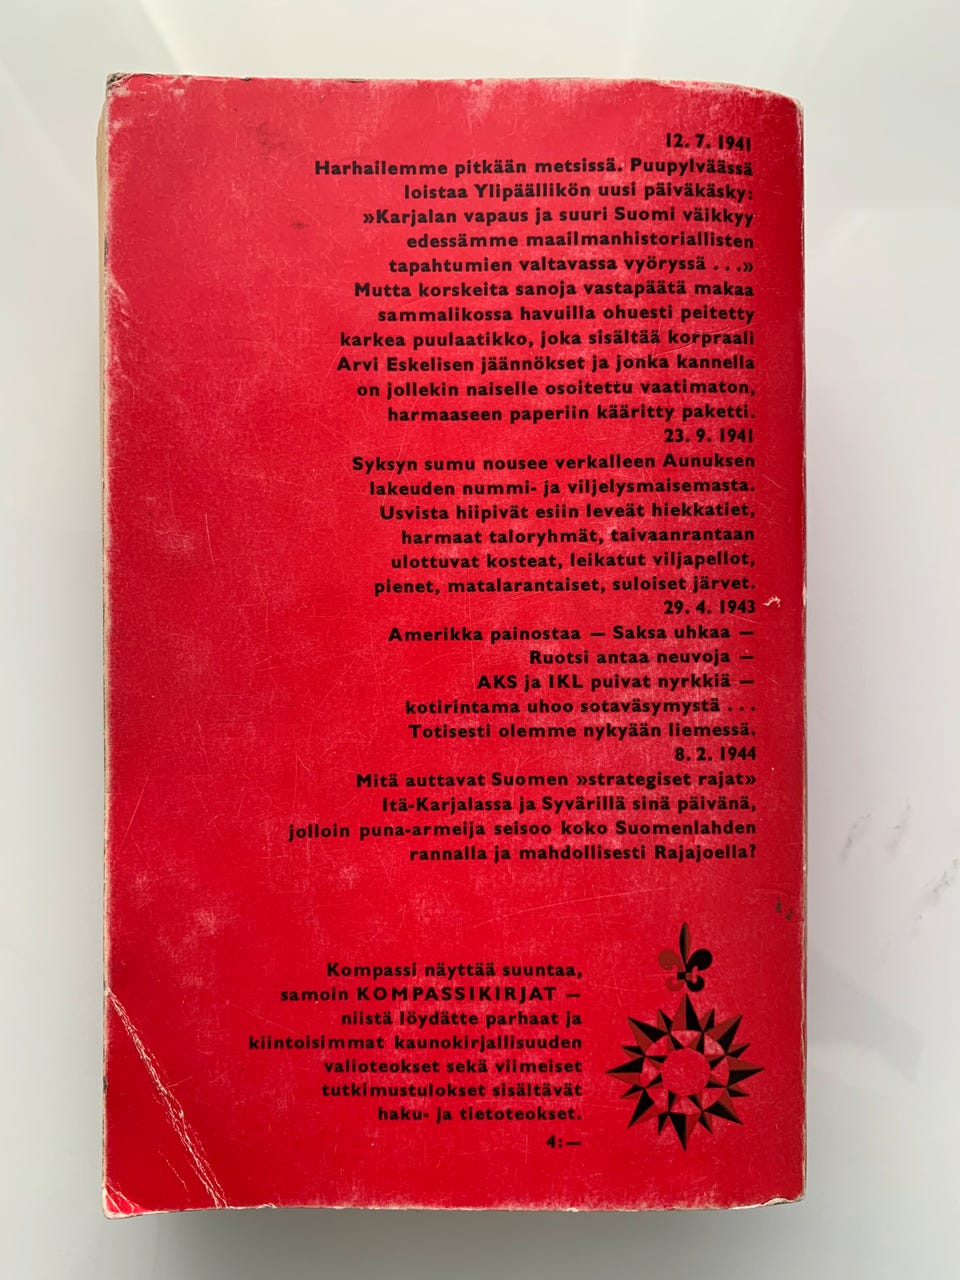 12. 7. 1941
Harhailemme pitkään metsissä. Puupylväässä
loistaa Ylipäällikön uusi päiväkäsky:
»Karjalan vapaus ja suuri Suomi väikkyy
edessämme maailmanhistoriallisten
tapahtumien valtavassa vyöryssä . . .»
Mutta korskeita sanoja vastapäätä makaa
sammalikossa havuilla ohuesti peitetty
karkea puulaatikko, joka sisältää korpraali
Arvi Eskelisen jäännökset ja jonka kannella
on jollekin naiselle osoitettu vaatimaton,
harmaaseen paperiin kääritty paketti.
23. 9. 1941
Syksyn sumu nousee verkalleen Aunuksen
lakeuden nummi- ja viljelysmaisemasta.
Usvista hiipivät esiin leveät hiekkatiet,
harmaat taloryhmät, taivaanrantaan
ulottuvat kosteat, leikatut viljapellot,
pienet, matalarantaiset, suloiset järvet.
29. 4. 1943
Amerikka painostaa — Saksa uhkaa —
Ruotsi antaa neuvoja —
AKS ja IKL puivat nyrkkiä —
kotirintama uhoo sotaväsymystä . . .
Totisesti olemme nykyään liemessä.
8. 2. 1944
Mitä auttavat Suomen »strategiset rajat»
Itä-Karjalassa ja Syvärillä sinä päivänä,
jolloin puna-armeija seisoo koko Suomenlahden
rannalla ja mahdollisesti Rajajoella?
Kompassi näyttää suuntaa,
samoin KOMPASSIKIRJAT —
niistä löydätte parhaat ja
kiintoisimmat kaunokirjallisuuden
valioteokset sekä viimeiset
tutkimustulokset sisältävät
haku- ja tietoteokset.
4:—